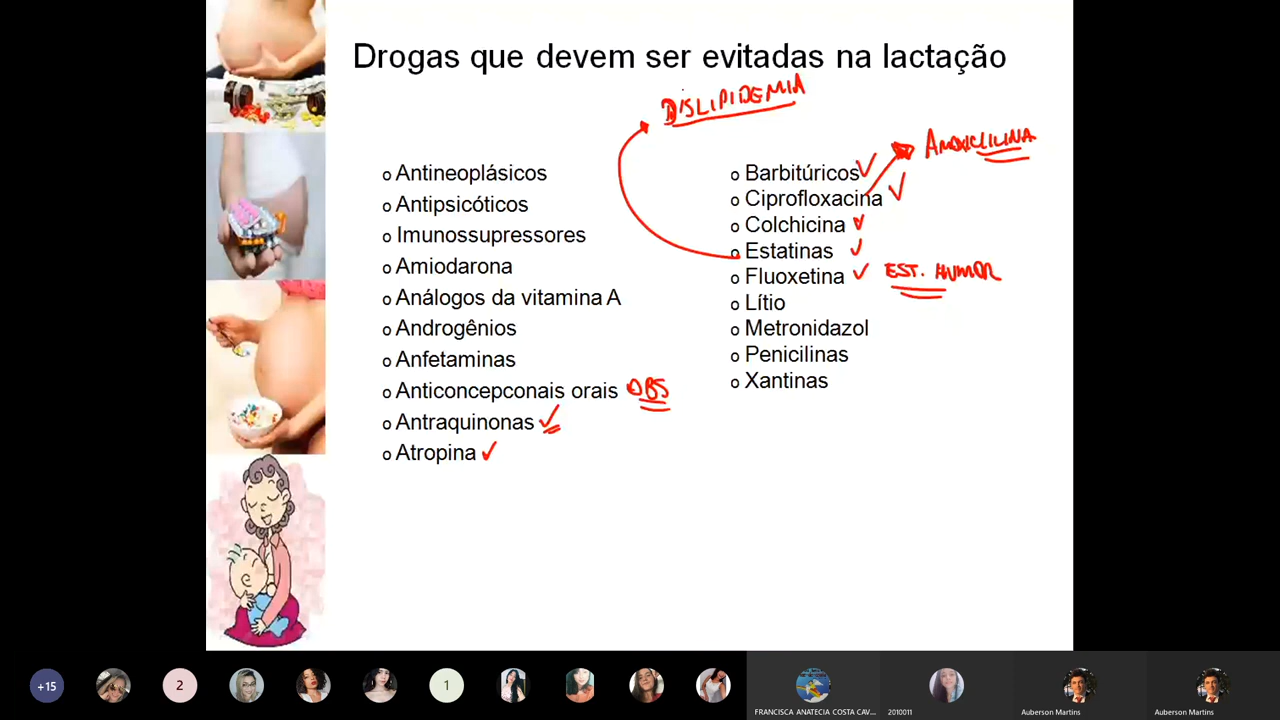 Drogas que devem ser evitadas na lactação
DISLIPIDEMIA
AMOXICILINA
o Antineoplásicos
o Antipsicóticos
o Imunossupressores
o Amiodarona
o Análogos da vitamina A
o Androgênios
o Anfetaminas
o Anticoncepconais orais OBS
o Antraquinonas
o Atropina
o Barbitúricos
o Ciprofloxacina
o Colchicina
o Estatinas
o Fluoxetina EST. HUMOR
o Lítio
o Metronidazol
o Penicilinas
o Xantinas
+15
2
1
FRANCISCA ANATECIA COSTA CAV...
2010011
Auberson Martins
Auberson Martins